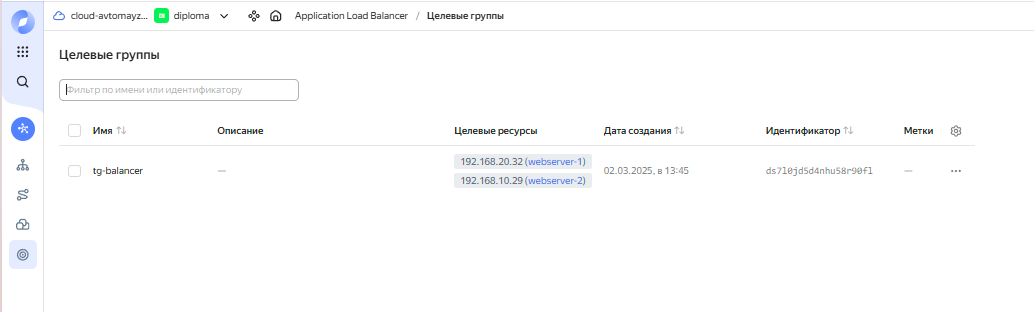 cloud-avtomayz... diploma Application Load Balancer / Целевые группы
Целевые группы
Фильтр по имени или идентификатору
Имя Описание Целевые ресурсы Дата создания Идентификатор Метки
tg-balancer — 192.168.20.32 (webserver-1) 02.03.2025, в 13:45 ds7l0jd5d4nhu58r90fl — ...
192.168.10.29 (webserver-2)